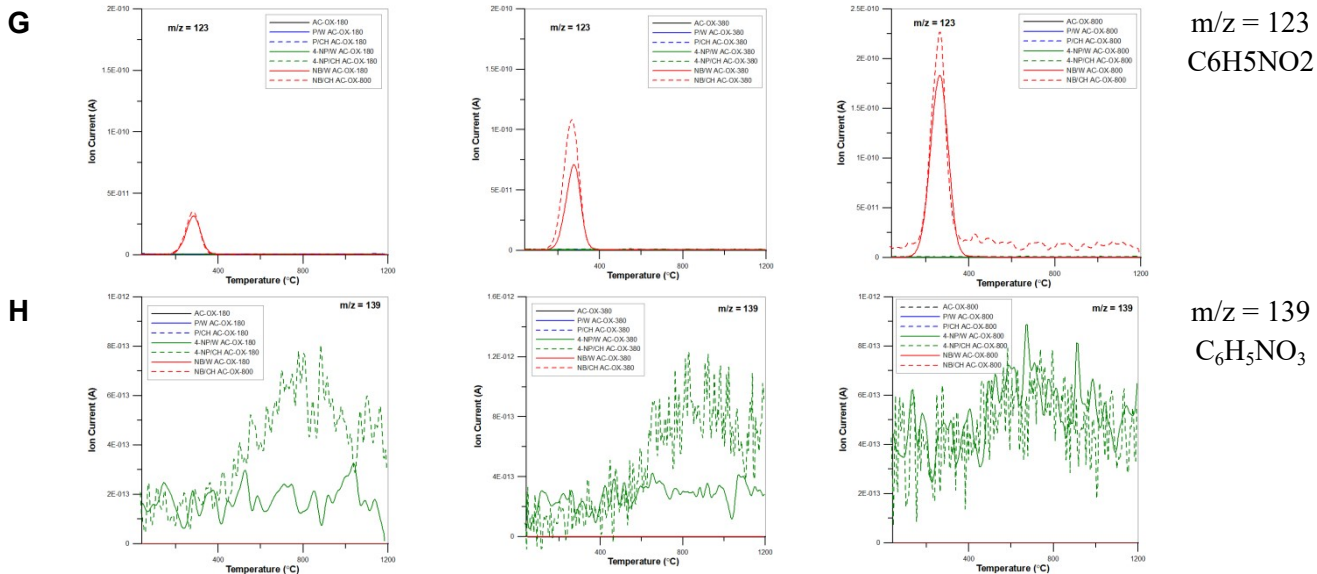 G
m/z = 123
AC-OX-180
P/W AC-OX-180
P/CH AC-OX-180
4-NP/W AC-OX-180
4-NP/CH AC-OX-180
NB/W AC-OX-180
NB/CH AC-OX-800
2E-010
1.5E-010
1E-010
5E-011
0
Ion Current (A)
400
800
1200
Temperature (°C)
m/z = 123
AC-OX-380
P/W AC-OX-380
P/CH AC-OX-380
4-NP/W AC-OX-380
4-NP/CH AC-OX-380
NB/W AC-OX-380
NB/CH AC-OX-380
2E-010
1.5E-010
1E-010
5E-011
0
Ion Current (A)
400
800
1200
Temperature (°C)
m/z = 123
AC-OX-800
P/W AC-OX-800
P/CH AC-OX-800
4-NP/W AC-OX-800
4-NP/CH AC-OX-800
NB/W AC-OX-800
NB/CH AC-OX-800
2.5E-010
2E-010
1.5E-010
1E-010
5E-011
0
Ion Current (A)
400
800
1200
Temperature (°C)
m/z = 123
C6H5NO2
H
m/z = 139
AC-OX-180
P/W AC-OX-180
P/CH AC-OX-180
4-NP/W AC-OX-180
4-NP/CH AC-OX-180
NB/W AC-OX-180
NB/CH AC-OX-800
1E-012
8E-013
6E-013
4E-013
2E-013
0
Ion Current (A)
400
800
1200
Temperature (°C)
m/z = 139
AC-OX-380
P/W AC-OX-380
P/CH AC-OX-380
4-NP/W AC-OX-380
4-NP/CH AC-OX-380
NB/W AC-OX-380
NB/CH AC-OX-380
1.6E-012
1.2E-012
8E-013
4E-013
0
Ion Current (A)
400
800
1200
Temperature (°C)
m/z = 139
AC-OX-800
P/W AC-OX-800
P/CH AC-OX-800
4-NP/W AC-OX-800
4-NP/CH AC-OX-800
NB/W AC-OX-800
NB/CH AC-OX-800
1E-012
8E-013
6E-013
4E-013
2E-013
0
Ion Current (A)
400
800
1200
Temperature (°C)
m/z = 139
C₆H₅NO₃